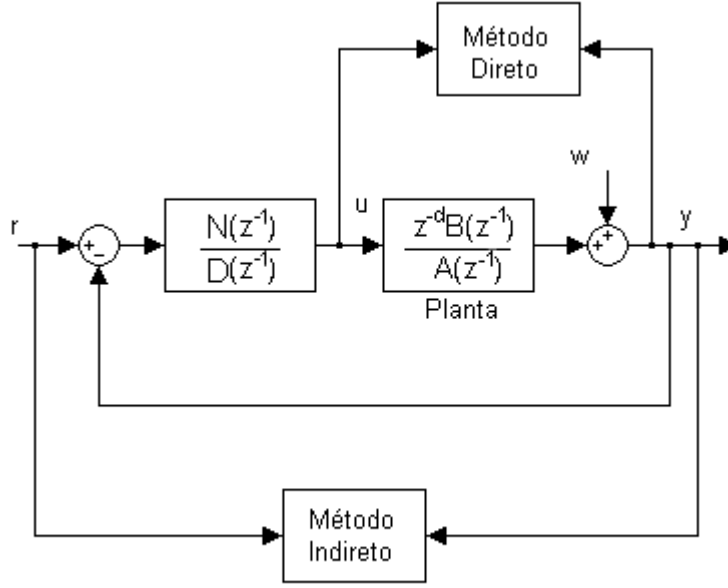 Método
Direto
w
r
+
−
N(z⁻¹)
D(z⁻¹)
u
z⁻ᵈB(z⁻¹)
A(z⁻¹)
+
+
y
Planta
Método
Indireto